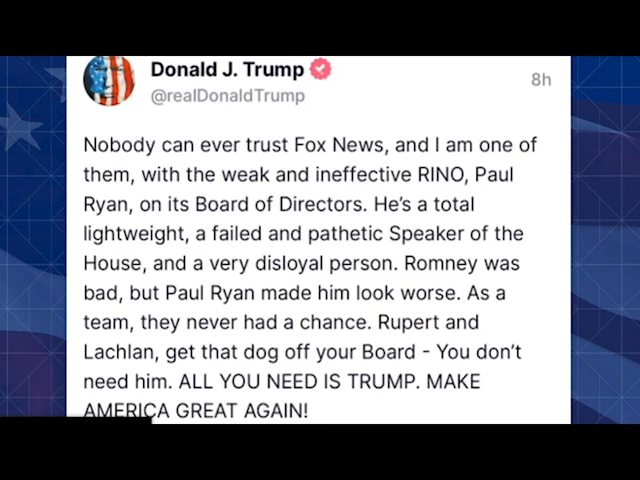 Donald J. Trump
@realDonaldTrump
8h
Nobody can ever trust Fox News, and I am one of
them, with the weak and ineffective RINO, Paul
Ryan, on its Board of Directors. He's a total
lightweight, a failed and pathetic Speaker of the
House, and a very disloyal person. Romney was
bad, but Paul Ryan made him look worse. As a
team, they never had a chance. Rupert and
Lachlan, get that dog off your Board - You don't
need him. ALL YOU NEED IS TRUMP. MAKE
AMERICA GREAT AGAIN!